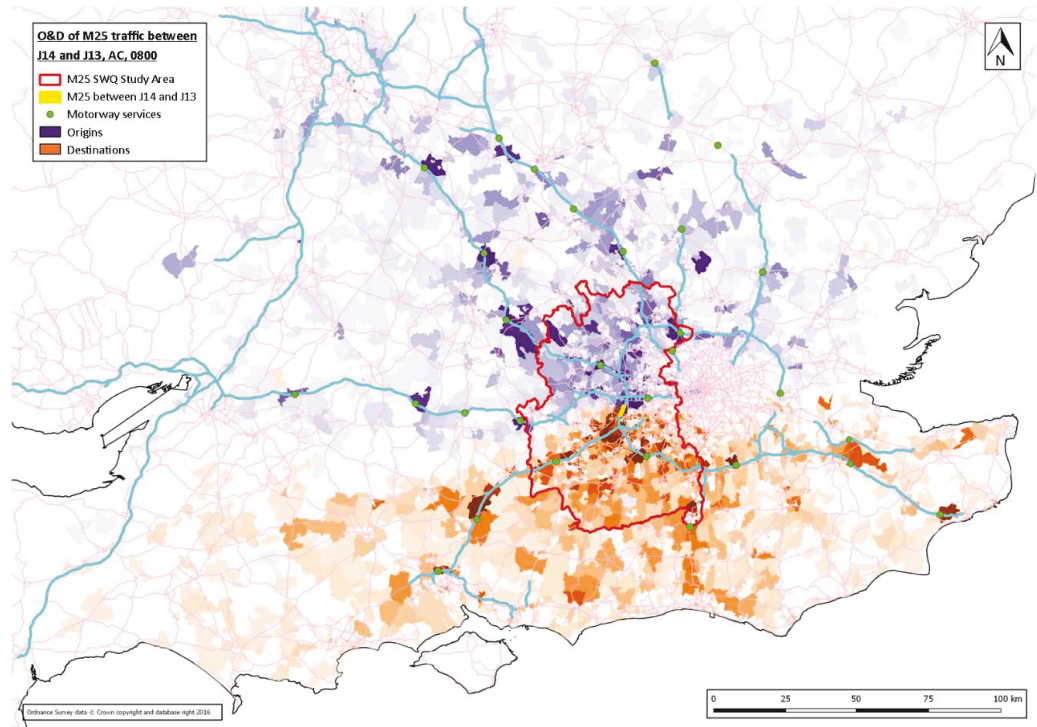 O&D of M25 traffic between
J14 and J13, AC, 0800
M25 SWQ Study Area
M25 between J14 and J13
Motorway services
Origins
Destinations
N
0 25 50 75 100 km
Ordnance Survey data © Crown copyright and database right 2016